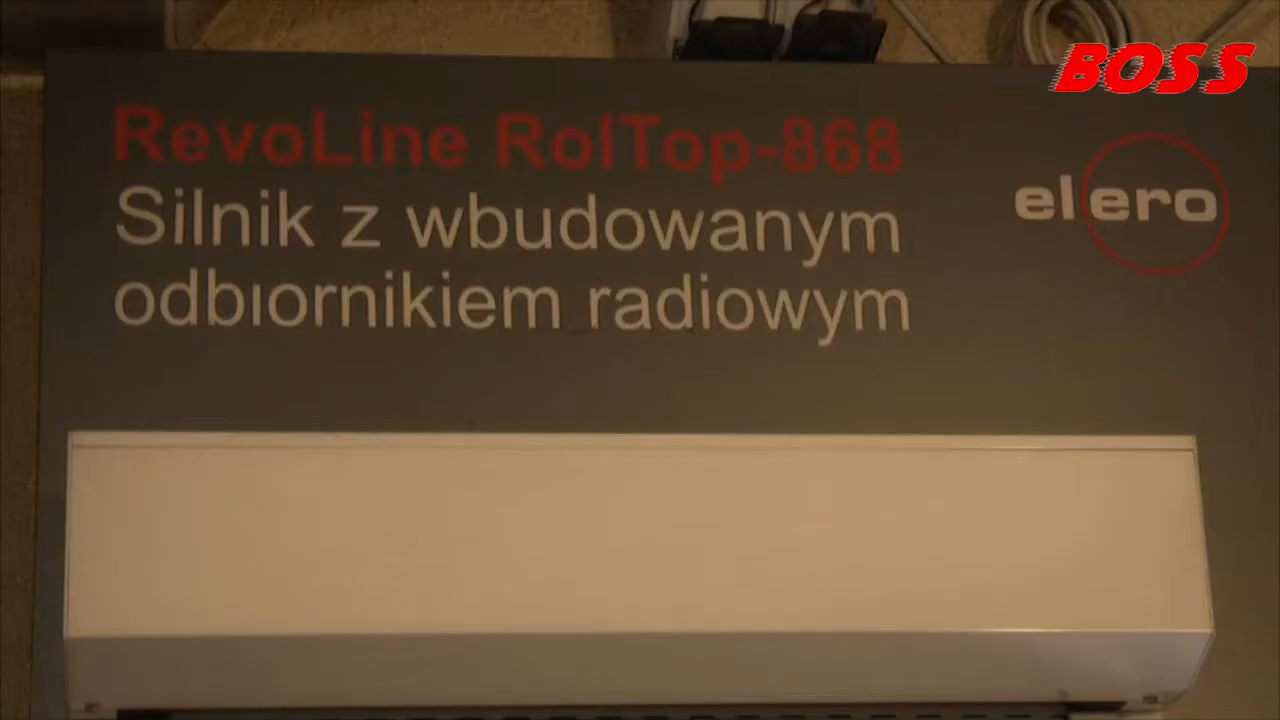 BOSS
RevoLine RolTop-868
Silnik z wbudowanym
odbiornikiem radiowym
elero